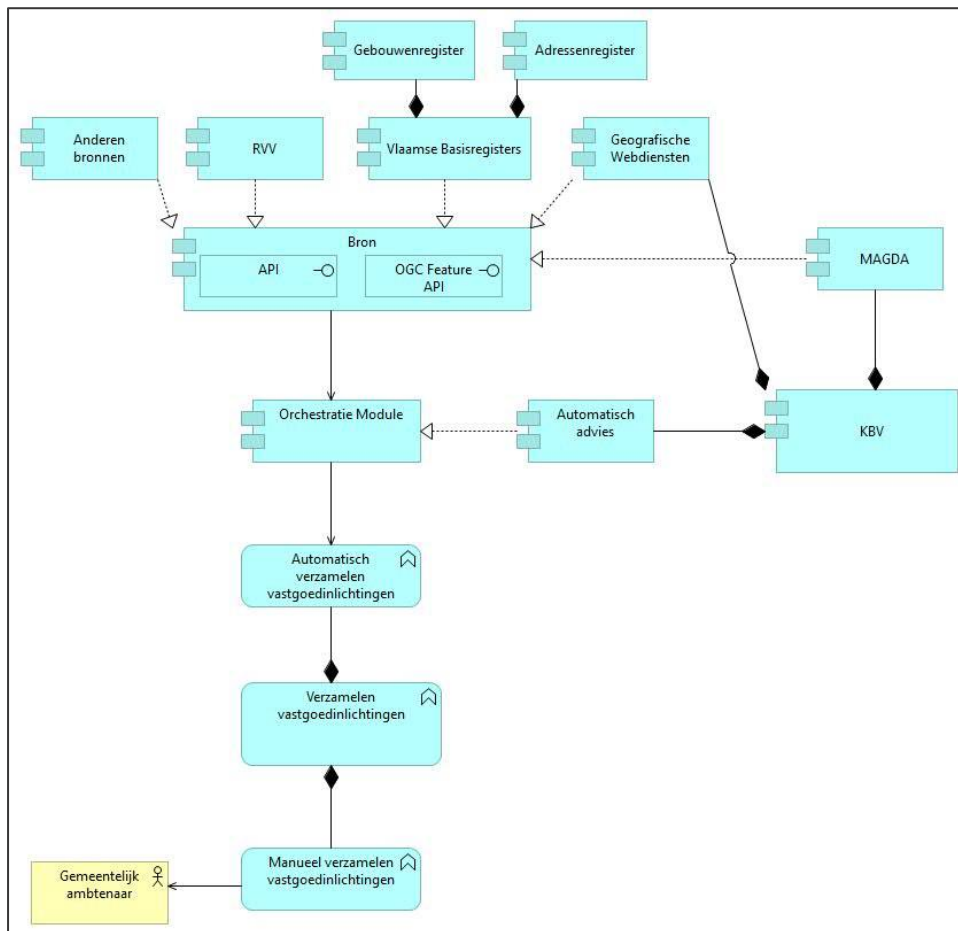 Gebouwenregister
Adressenregister
Anderen
bronnen
RVV
Vlaamse Basisregisters
Geografische
Webdiensten
Bron
API
OGC Feature
API
MAGDA
Orchestratie Module
Automatisch
advies
KBV
Automatisch
verzamelen
vastgoedinlichtingen
Verzamelen
vastgoedinlichtingen
Manueel verzamelen
vastgoedinlichtingen
Gemeentelijk
ambtenaar